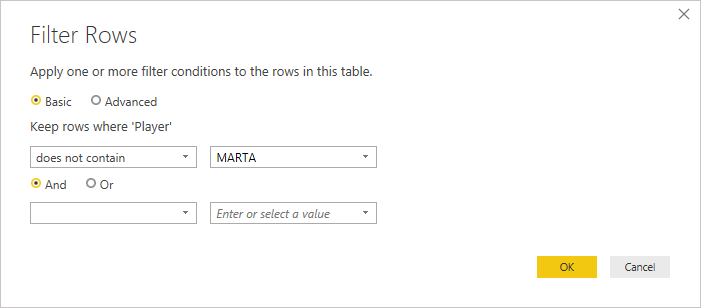 Filter Rows
Apply one or more filter conditions to the rows in this table.
Basic Advanced
Keep rows where 'Player'
does not contain MARTA
And Or
Enter or select a value
OK Cancel